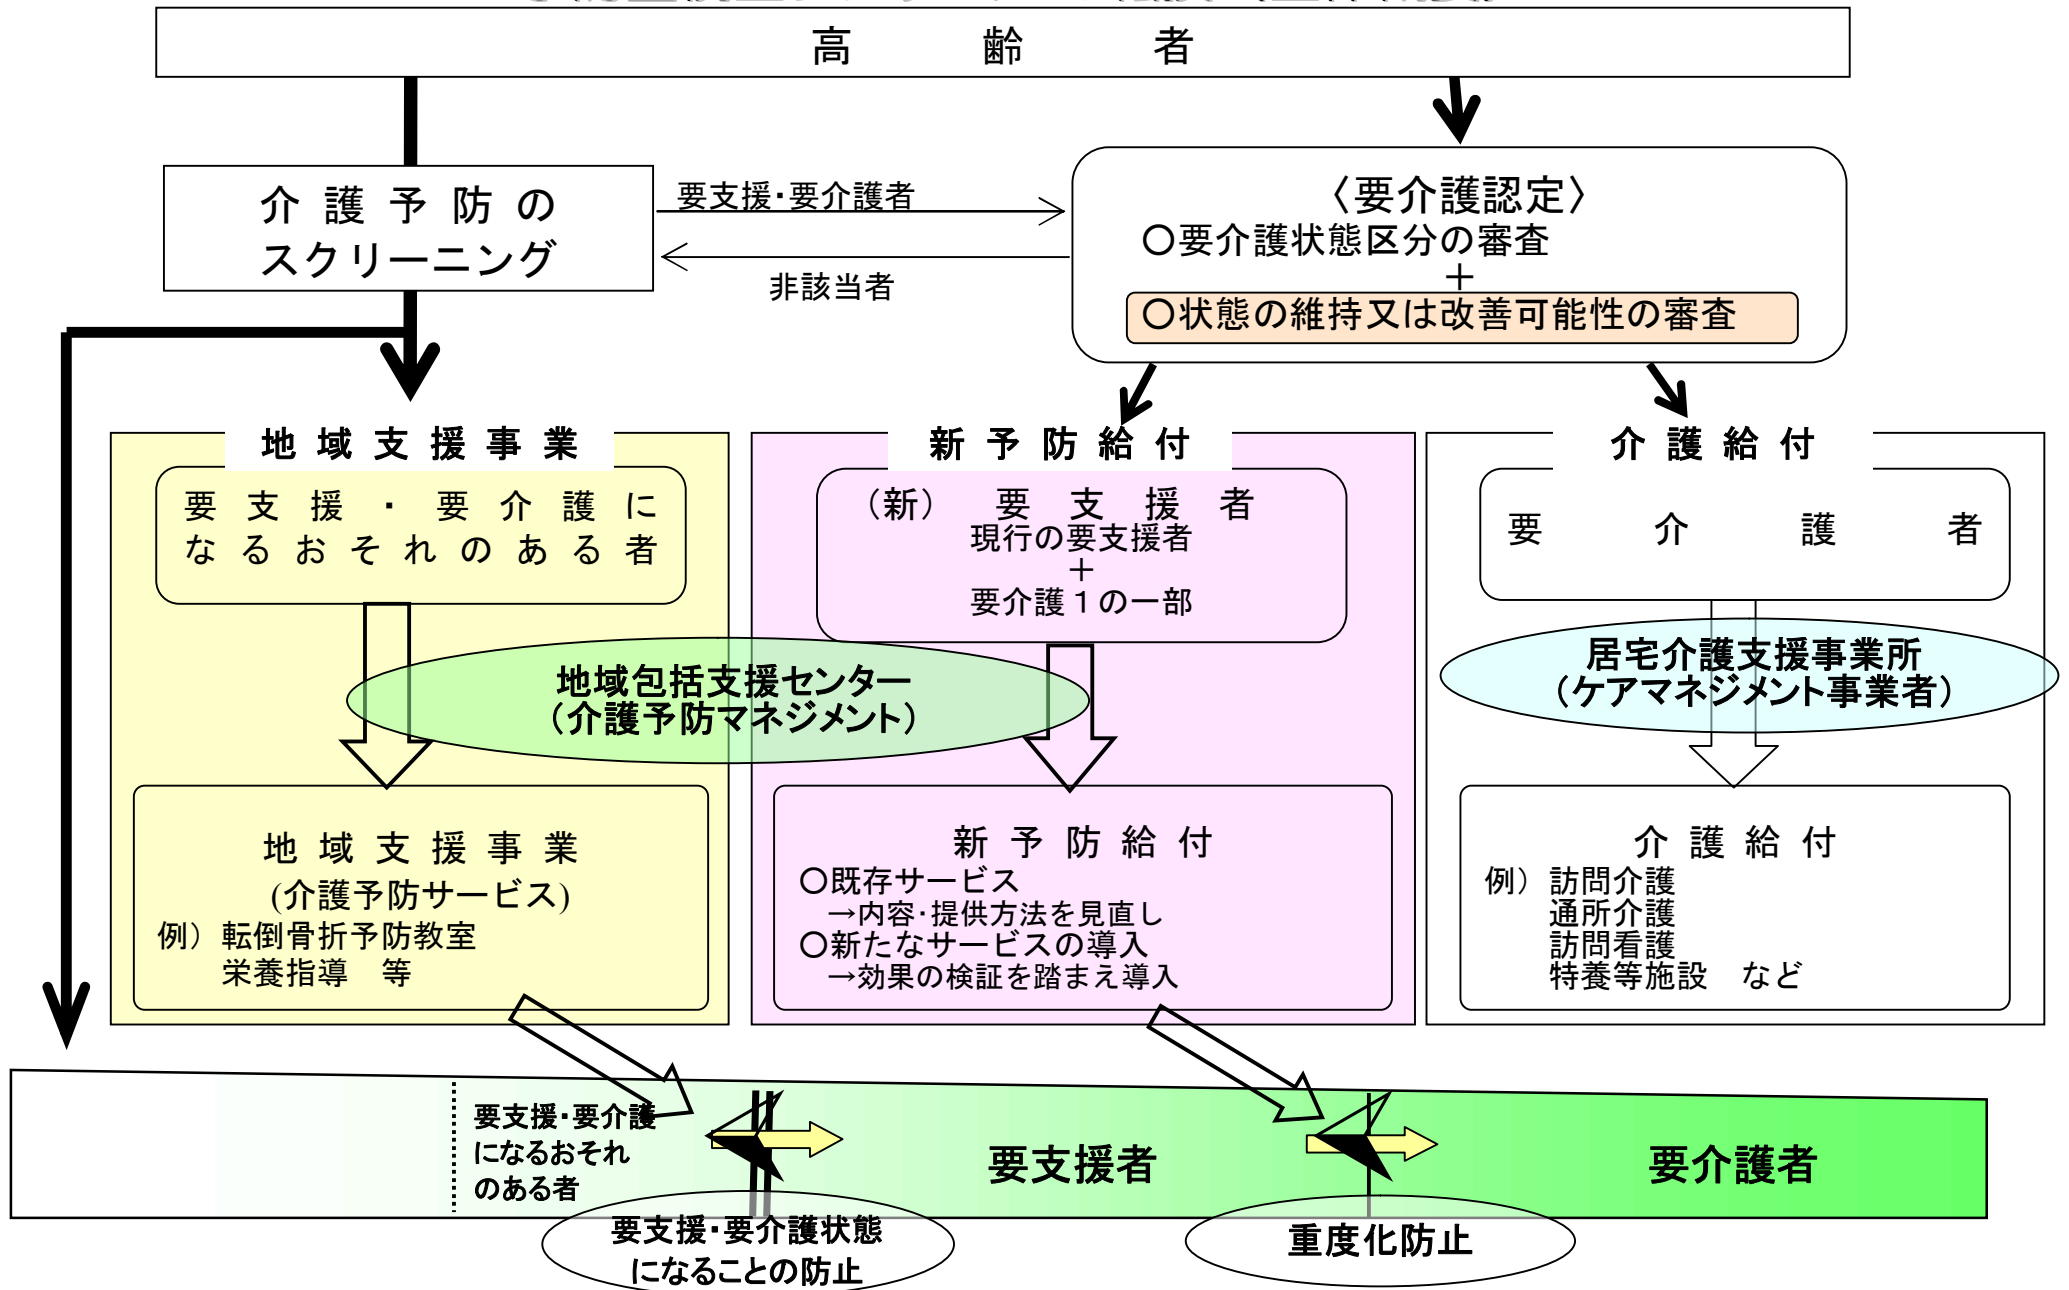 高齢者
介護予防の
スクリーニング
要支援・要介護者
非該当者
〈要介護認定〉
○要介護状態区分の審査
＋
○状態の維持又は改善可能性の審査
地域支援事業
要支援・要介護に
なるおそれのある者
新予防給付
（新）要支援者
現行の要支援者
＋
要介護１の一部
介護給付
要介護者
地域包括支援センター
（介護予防マネジメント）
居宅介護支援事業所
（ケアマネジメント事業者）
地域支援事業
(介護予防サービス)
例）転倒骨折予防教室
栄養指導　等
新予防給付
○既存サービス
→内容・提供方法を見直し
○新たなサービスの導入
→効果の検証を踏まえ導入
介護給付
例）訪問介護
通所介護
訪問看護
特養等施設　など
要支援・要介護
になるおそれ
のある者
要支援者
要介護者
要支援・要介護状態
になることの防止
重度化防止